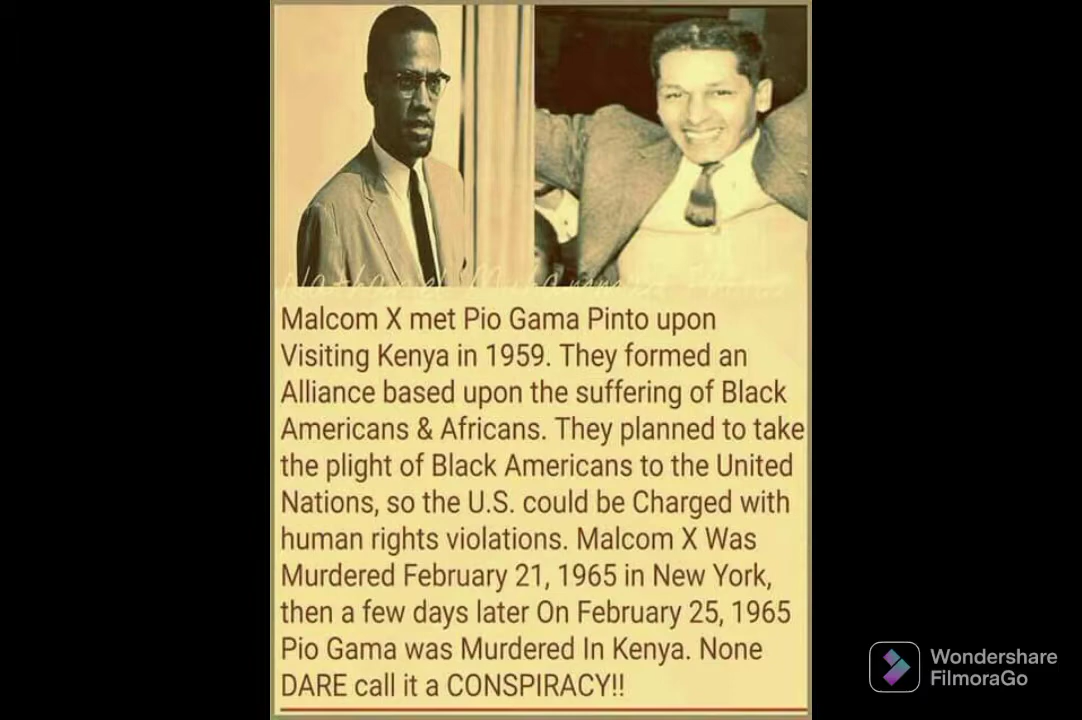 Malcom X met Pio Gama Pinto upon
Visiting Kenya in 1959. They formed an
Alliance based upon the suffering of Black
Americans & Africans. They planned to take
the plight of Black Americans to the United
Nations, so the U.S. could be Charged with
human rights violations. Malcom X Was
Murdered February 21, 1965 in New York,
then a few days later On February 25, 1965
Pio Gama was Murdered In Kenya. None
DARE call it a CONSPIRACY!!
Wondershare
FilmoraGo